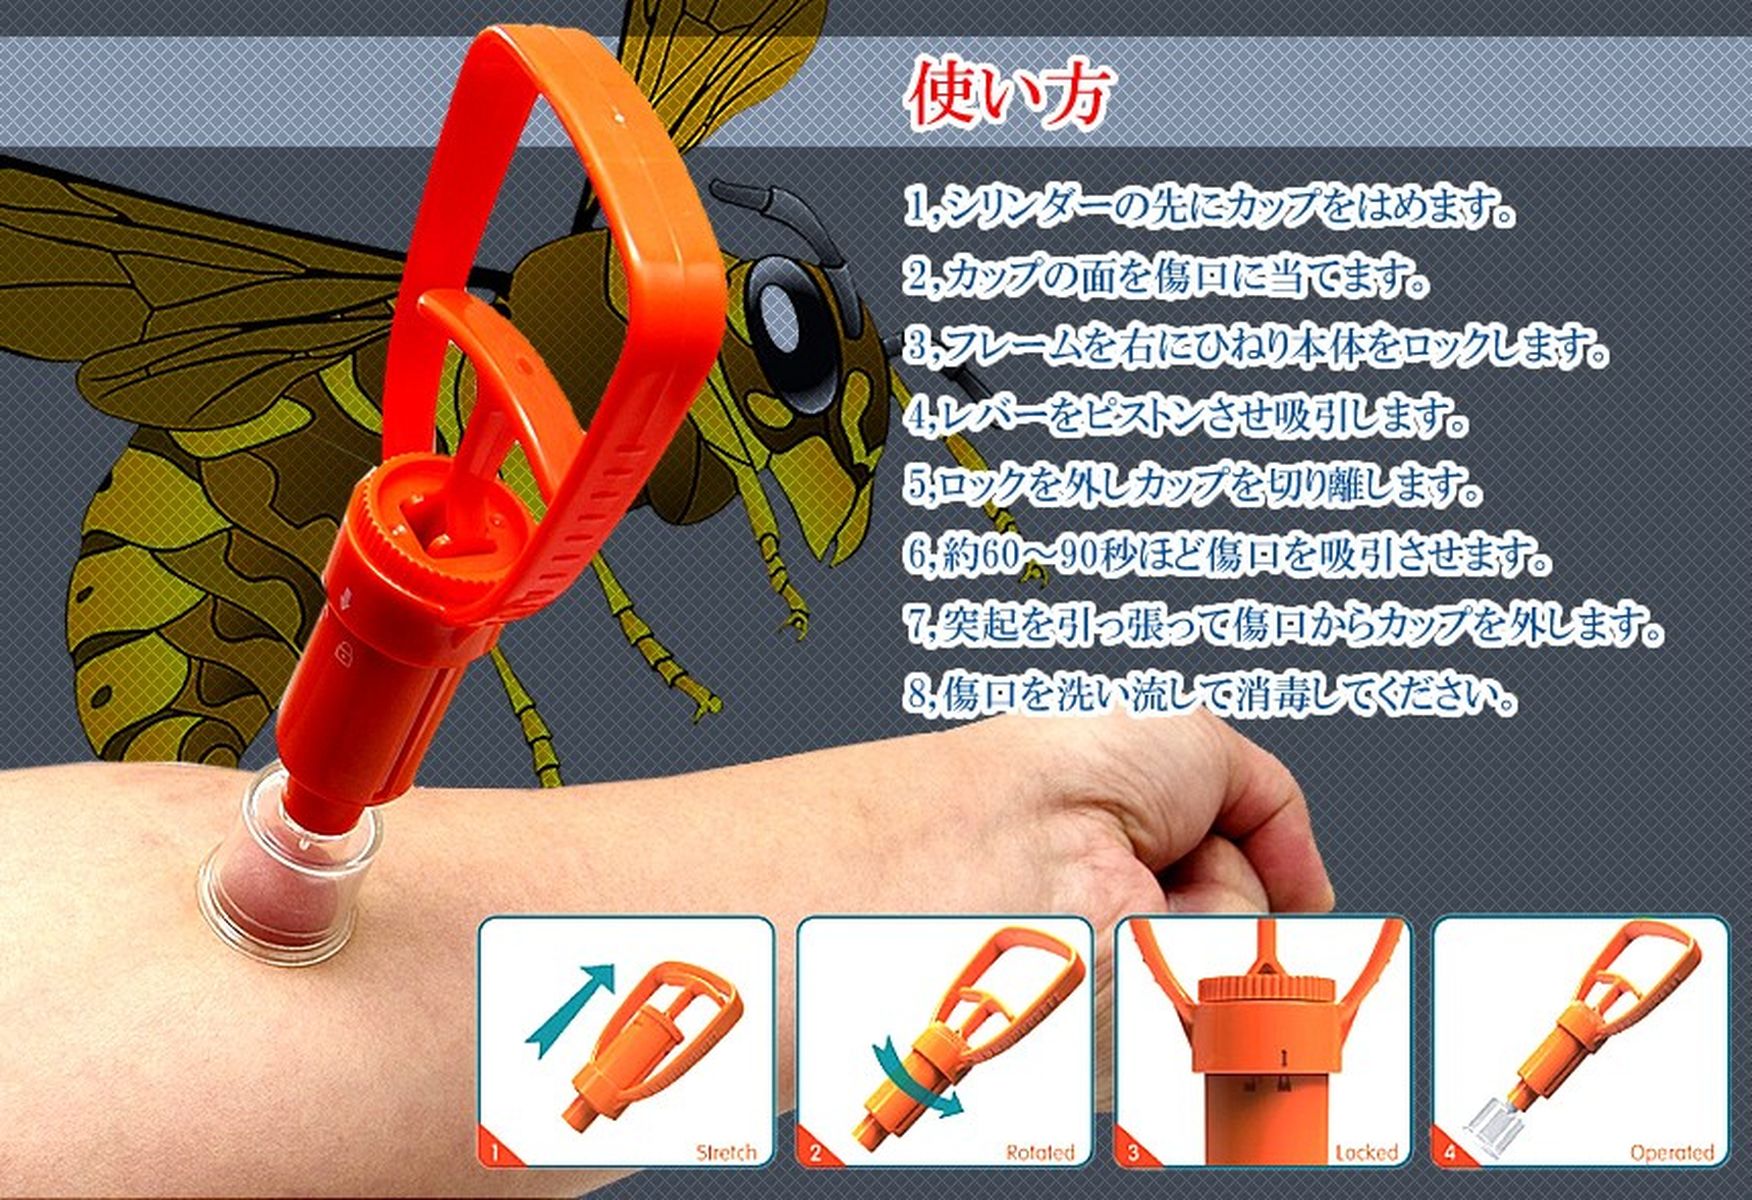 使い方
1,シリンダーの先にカップをはめます。
2,カップの面を傷口に当てます。
3,フレームを右にひねり本体をロックします。
4,レバーをピストンさせ吸引します。
5,ロックを外しカップを切り離します。
6,約60～90秒ほど傷口を吸引させます。
7,突起を引っ張って傷口からカップを外します。
8,傷口を洗い流して消毒してください。
1 Stretch
2 Rotated
3 Locked
4 Operated